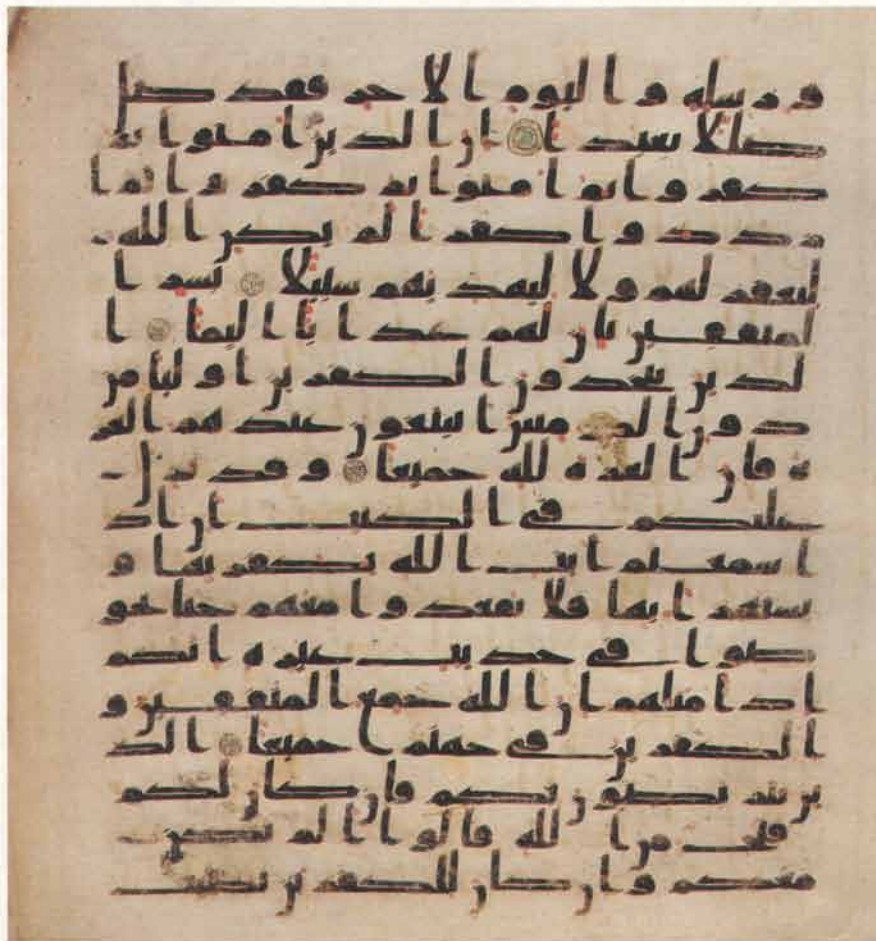 ورسله واليوم الاخر فقد ضل
ضللا بعيدا ان الذين امنوا ثم
كفروا ثم امنوا ثم كفروا ثم ا
زددوا كفرا لم يكن الله
ليغفر لهم ولا ليهديهم سبيلا بشر ا
لمنفقين بان لهم عذابا اليما ا
لذين يتخذون الكفرين اوليا من
دون المومنين ايبتغون عندهم العز
ه فان العزه لله جميعا وقد نزل
عليكم في الكتب ان اذ
ا سمعتم ايت الله يكفر بها و
يستهزا بها فلا تقعدوا معهم حتا يخو
ضوا في حديث غيره انكم
اذا مثلهم ان الله جمع المنفقين و
الكفرين في جهنم جميعا الذ
ين يتربصون بكم فان كان لكم
فتح من الله قالوا الم نكن
معكم وان كان للكفرين نصيب